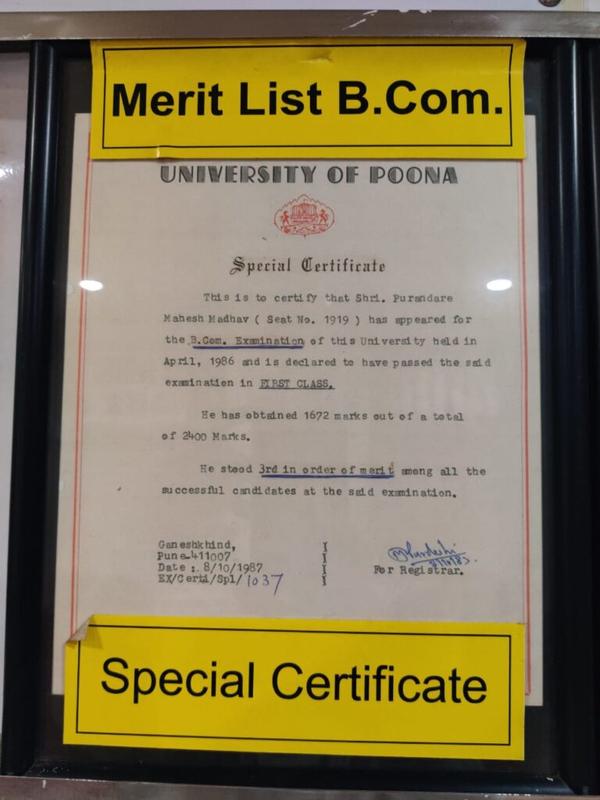 Merit List B.Com.
UNIVERSITY OF POONA
Special Certificate
This is to certify that Shri. Purandare
Mahesh Madhav ( Seat No. 1919 ) has appeared for
the B.Com. Examination of this University held in
April, 1986 and is declared to have passed the said
examination in FIRST CLASS.
He has obtained 1672 marks out of a total
of 2400 Marks.
He stood 3rd in order of merit among all the
successful candidates at the said examination.
Ganeshkhind,
Pune-411007
Date : 8/10/1987
EX/Certi/Spl/1037
For Registrar.
Special Certificate